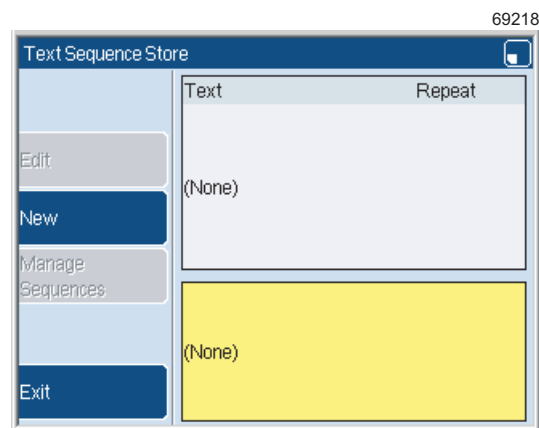 69218
Text Sequence Store
Text Repeat
Edit
(None)
New
Manage
Sequences
(None)
Exit